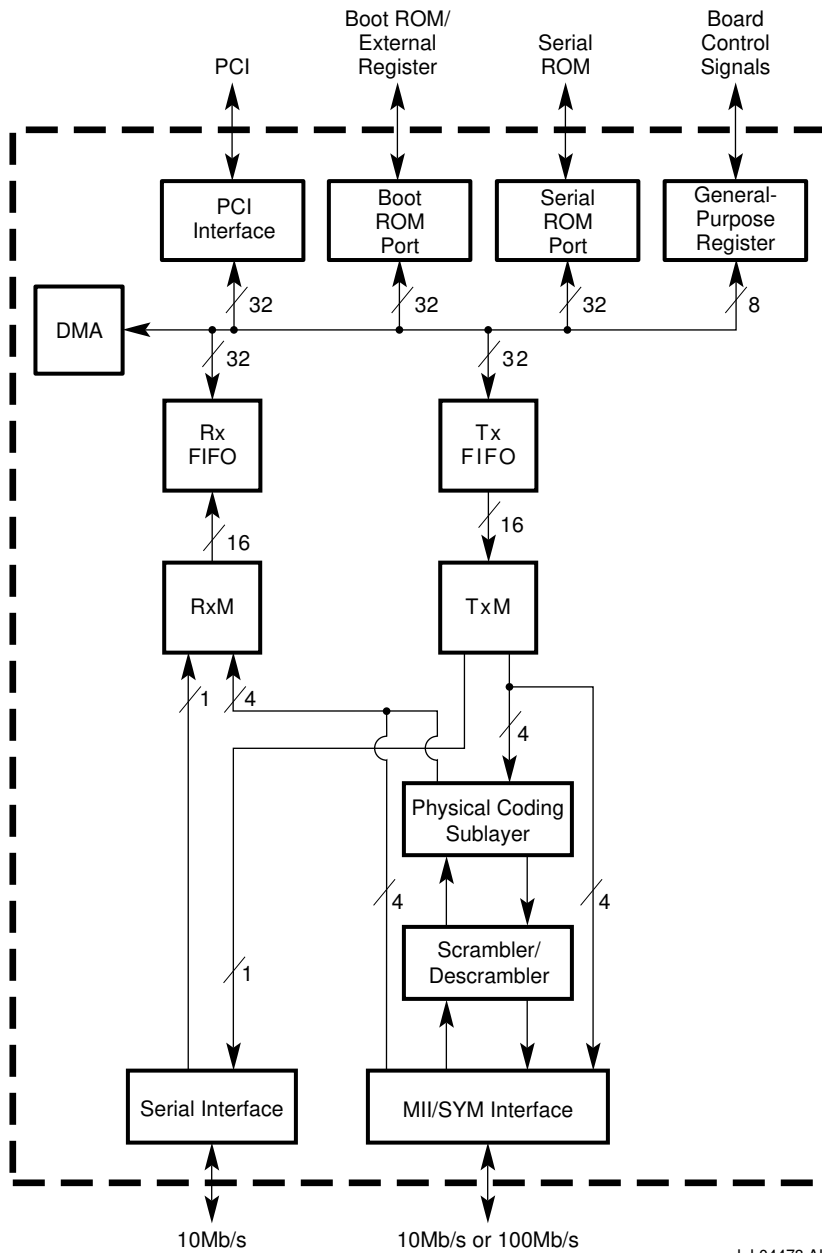 PCI
Boot ROM/
External
Register
Serial
ROM
Board
Control
Signals
PCI
Interface
Boot
ROM
Port
Serial
ROM
Port
General-
Purpose
Register
32
32
32
8
DMA
32
32
Rx
FIFO
Tx
FIFO
16
16
RxM
TxM
1
4
4
Physical Coding
Sublayer
4
4
Scrambler/
Descrambler
1
Serial Interface
MII/SYM Interface
10Mb/s
10Mb/s or 100Mb/s